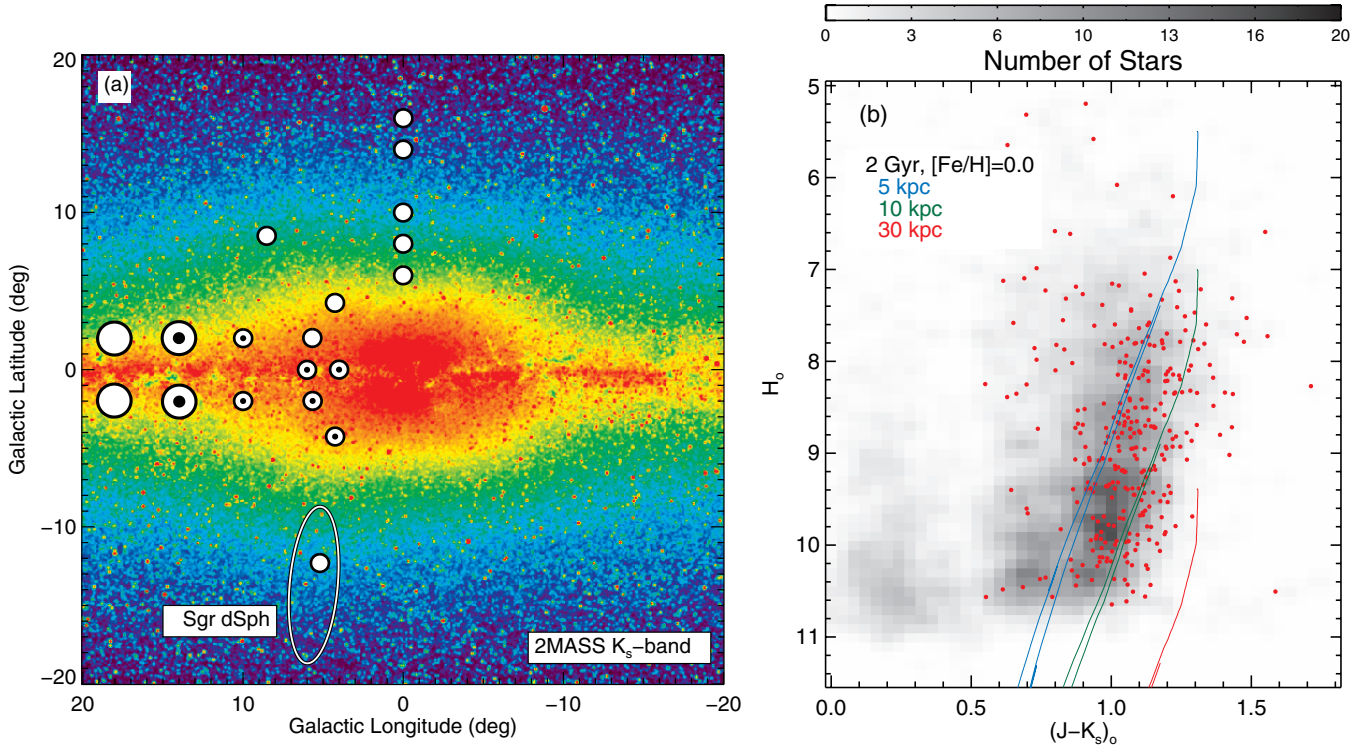 0 3 6 10 13 16 20
Number of Stars
(a)
20
10
0
−10
−20
Galactic Latitude (deg)
Sgr dSph
2MASS Ks−band
20 10 0 −10 −20
Galactic Longitude (deg)
(b)
2 Gyr, [Fe/H]=0.0
5 kpc
10 kpc
30 kpc
5
6
7
8
9
10
11
Ho
0.0 0.5 1.0 1.5
(J−Ks)o